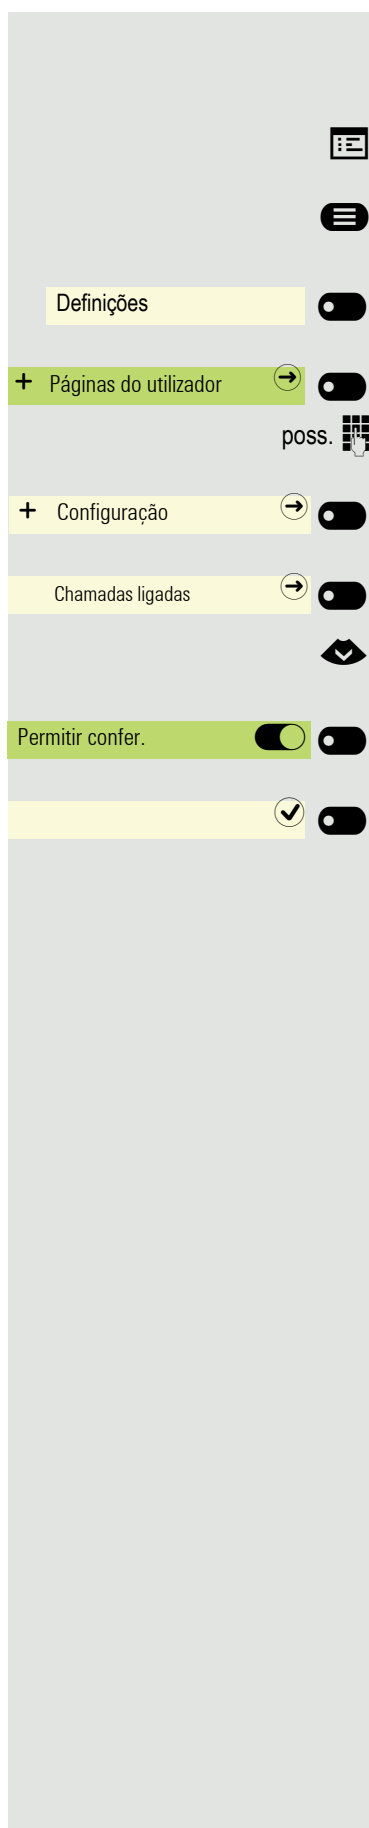 Definições
+ Páginas do utilizador
poss.
+ Configuração
Chamadas ligadas
Permitir confer.